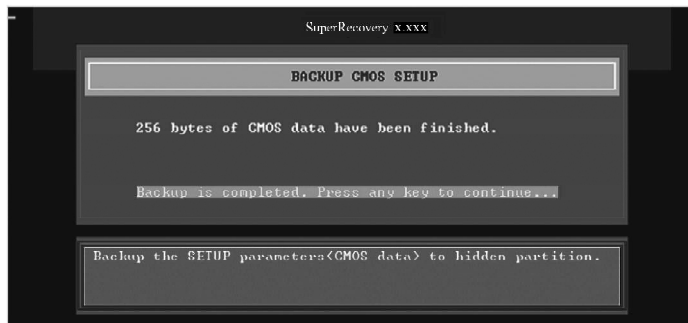 SuperRecovery x.xxx
BACKUP CMOS SETUP
256 bytes of CMOS data have been finished.
Backup is completed. Press any key to continue...
Backup the SETUP parameters<CMOS data> to hidden partition.